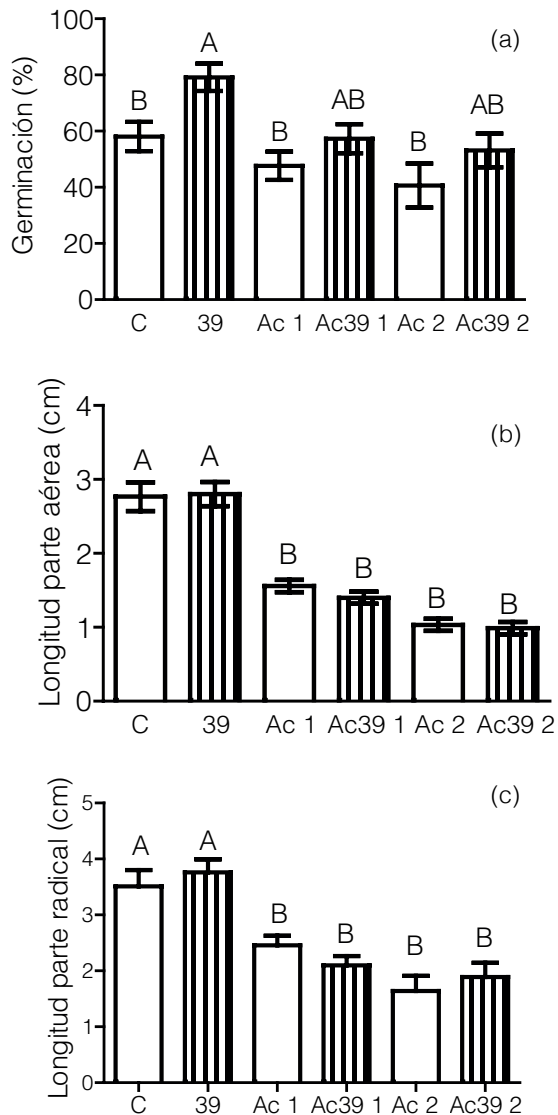 (a)
Germinación (%)
100
80
60
40
20
0
B
A
B
AB
B
AB
C 39 Ac 1 Ac39 1 Ac 2 Ac39 2
(b)
Longitud parte aérea (cm)
4
3
2
1
0
A
A
B
B
B
B
C 39 Ac 1 Ac39 1 Ac 2 Ac39 2
(c)
Longitud parte radical (cm)
5
4
3
2
1
0
A
A
B
B
B
B
C 39 Ac 1 Ac39 1 Ac 2 Ac39 2